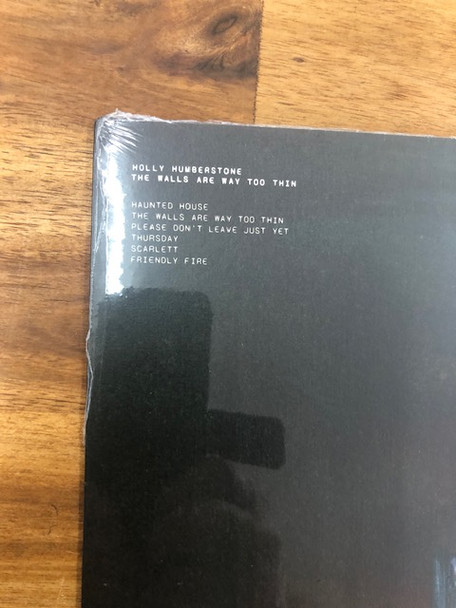 HOLLY HUMBERSTONE
THE WALLS ARE WAY TOO THIN
HAUNTED HOUSE
THE WALLS ARE WAY TOO THIN
PLEASE DON'T LEAVE JUST YET
THURSDAY
SCARLETT
FRIENDLY FIRE